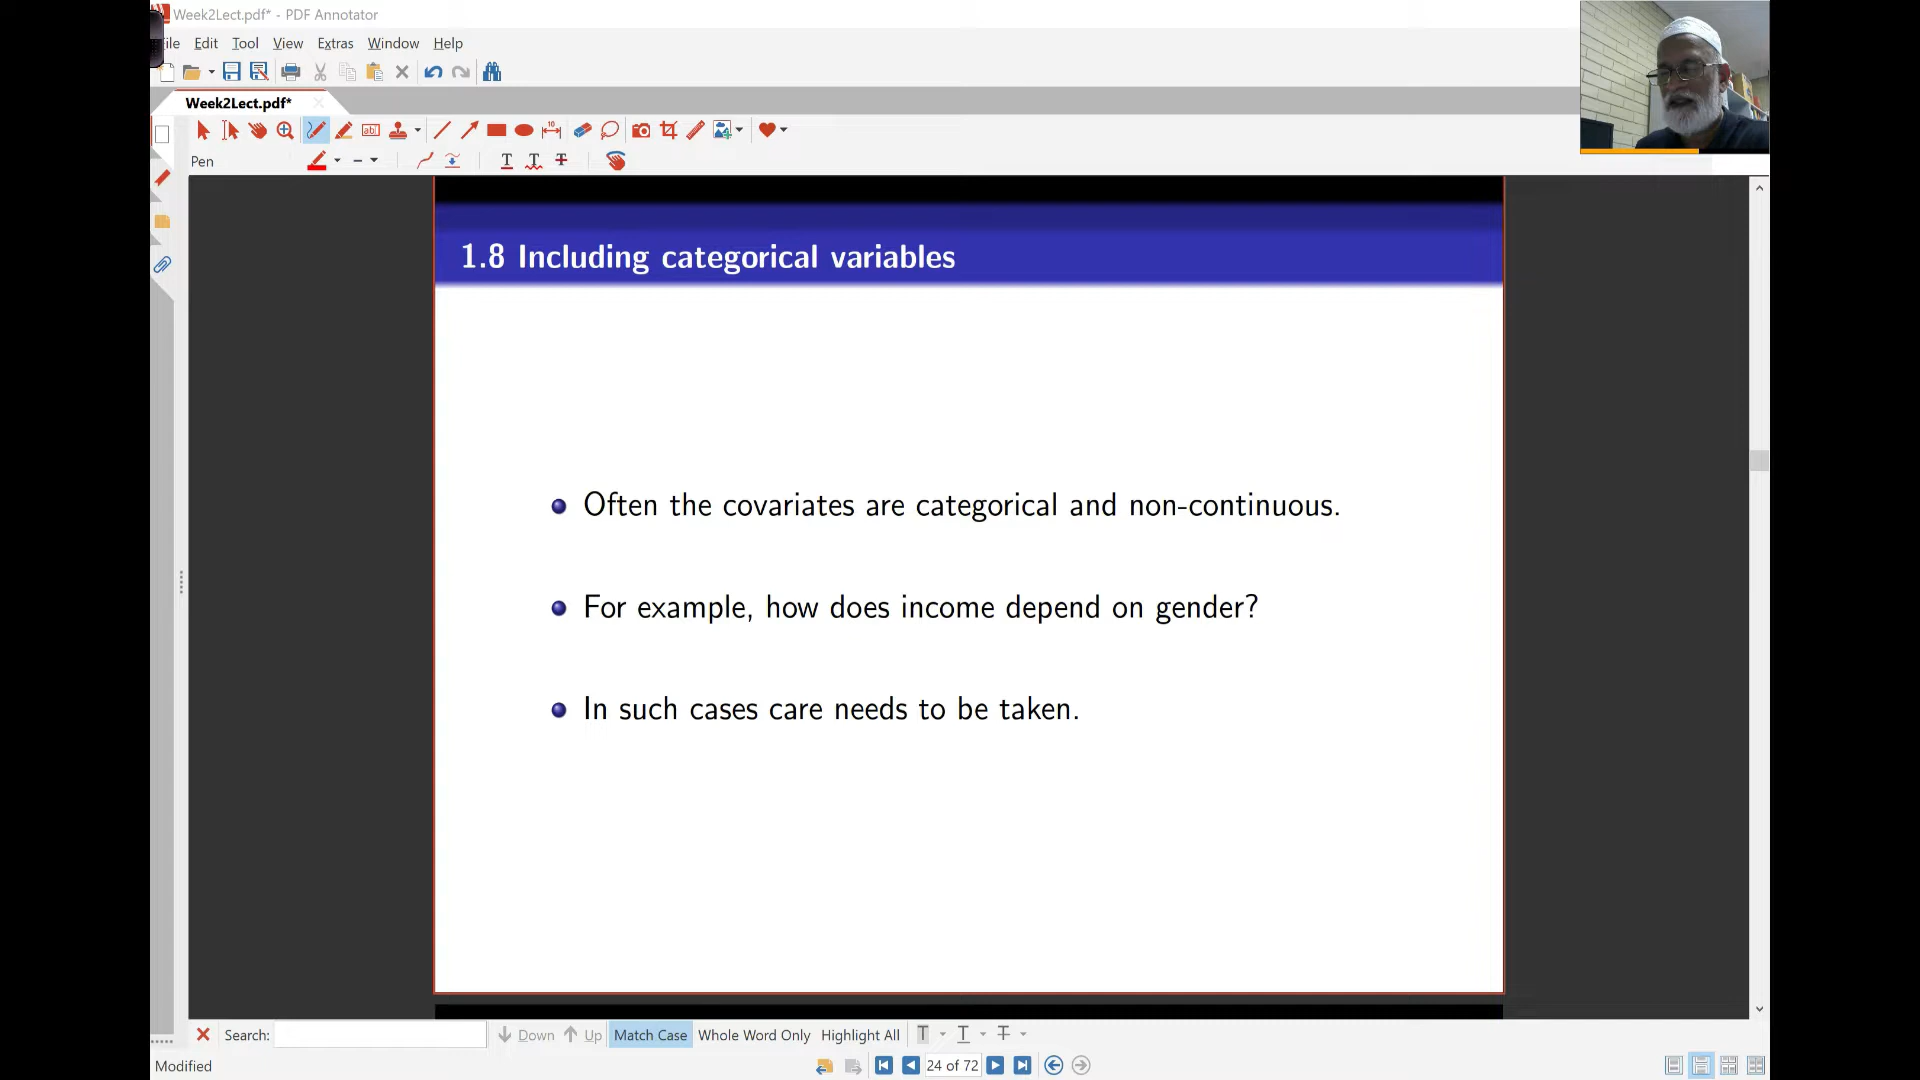 Week2Lect.pdf* - PDF Annotator
ile Edit Tool View Extras Window Help
Week2Lect.pdf*
Pen
1.8 Including categorical variables
Often the covariates are categorical and non-continuous.
For example, how does income depend on gender?
In such cases care needs to be taken.
Search: Down Up Match Case Whole Word Only Highlight All
Modified
24 of 72